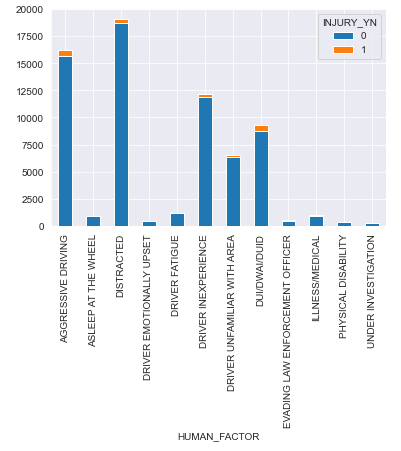 20000
17500
15000
12500
10000
7500
5000
2500
0
INJURY_YN
0
1
AGGRESSIVE DRIVING
ASLEEP AT THE WHEEL
DISTRACTED
DRIVER EMOTIONALLY UPSET
DRIVER FATIGUE
DRIVER INEXPERIENCE
DRIVER UNFAMILIAR WITH AREA
DUI/DWAI/DUID
EVADING LAW ENFORCEMENT OFFICER
ILLNESS/MEDICAL
PHYSICAL DISABILITY
UNDER INVESTIGATION
HUMAN_FACTOR